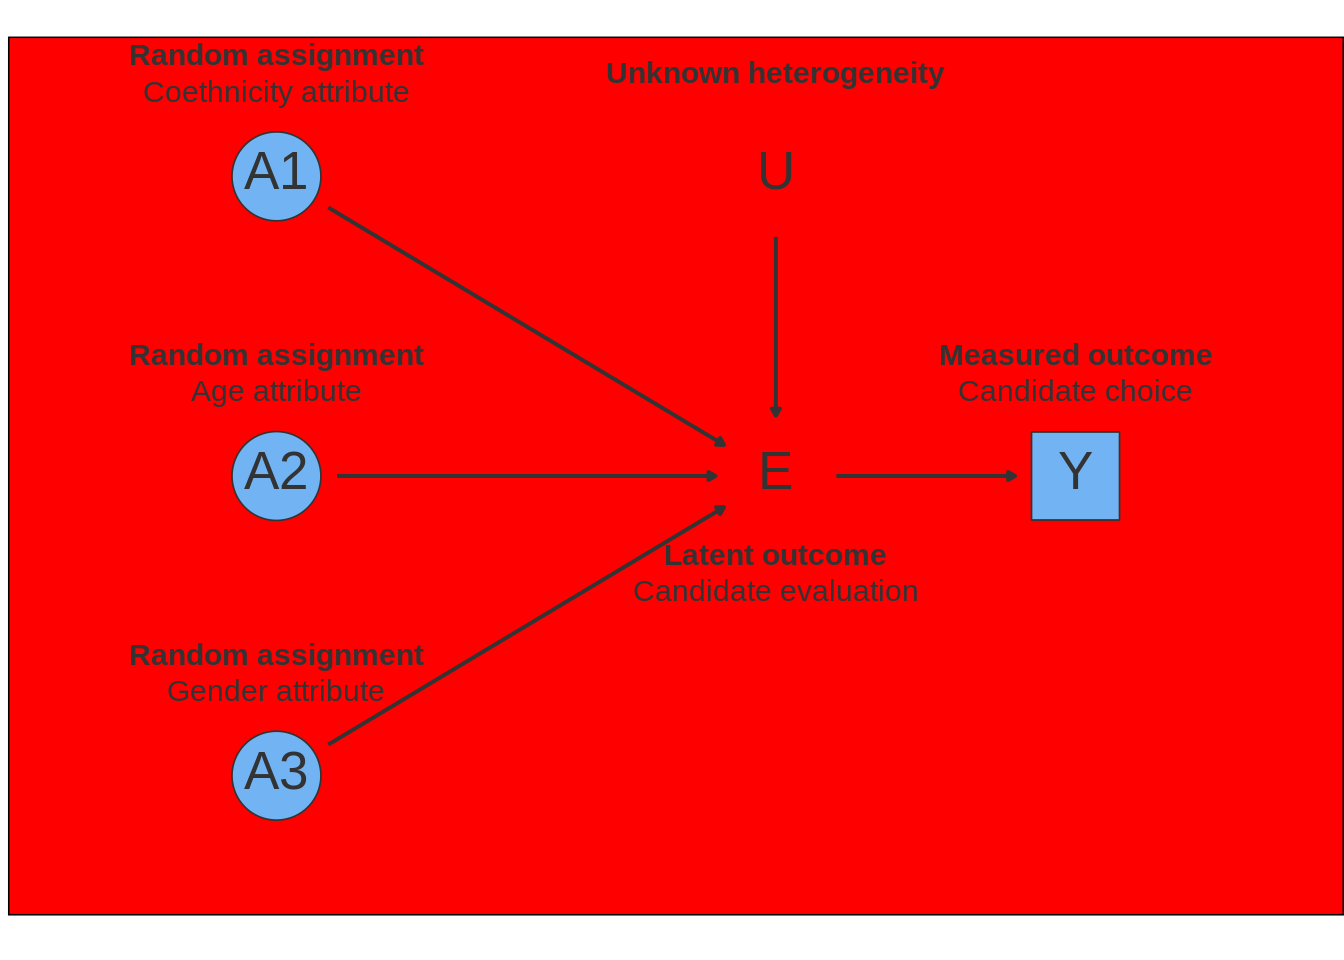 Random assignment
Coethnicity attribute
A1
Unknown heterogeneity
U
Random assignment
Age attribute
A2
E
Latent outcome
Candidate evaluation
Measured outcome
Candidate choice
Y
Random assignment
Gender attribute
A3